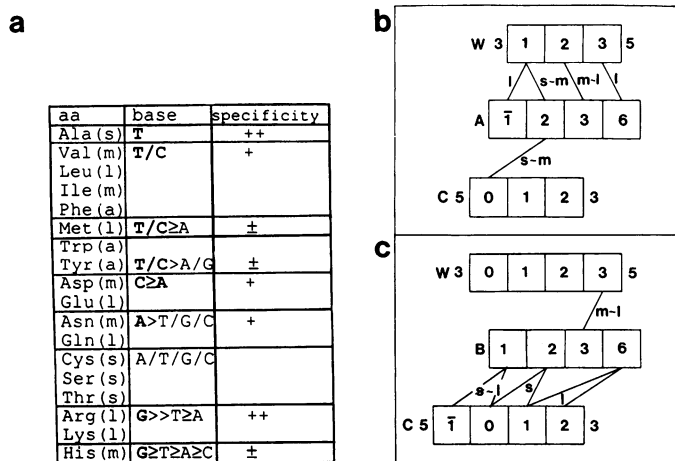 a
aa base specificity
Ala(s) T ++
Val(m) T/C +
Leu(l)
Ile(m)
Phe(a)
Met(l) T/C≥A ±
Trp(a)
Tyr(a) T/C>A/G ±
Asp(m) C≥A +
Glu(l)
Asn(m) A>T/G/C +
Gln(l)
Cys(s) A/T/G/C
Ser(s)
Thr(s)
Arg(l) G>>T≥A ++
Lys(l)
His(m) G≥T≥A≥C ±
b
W 3 1 2 3 5
l s~m m~l l
A 1̄ 2 3 6
s~m
C 5 0 1 2 3
c
W 3 0 1 2 3 5
m~l
B 1 2 3 6
s~l s l
C 5 1̄ 0 1 2 3